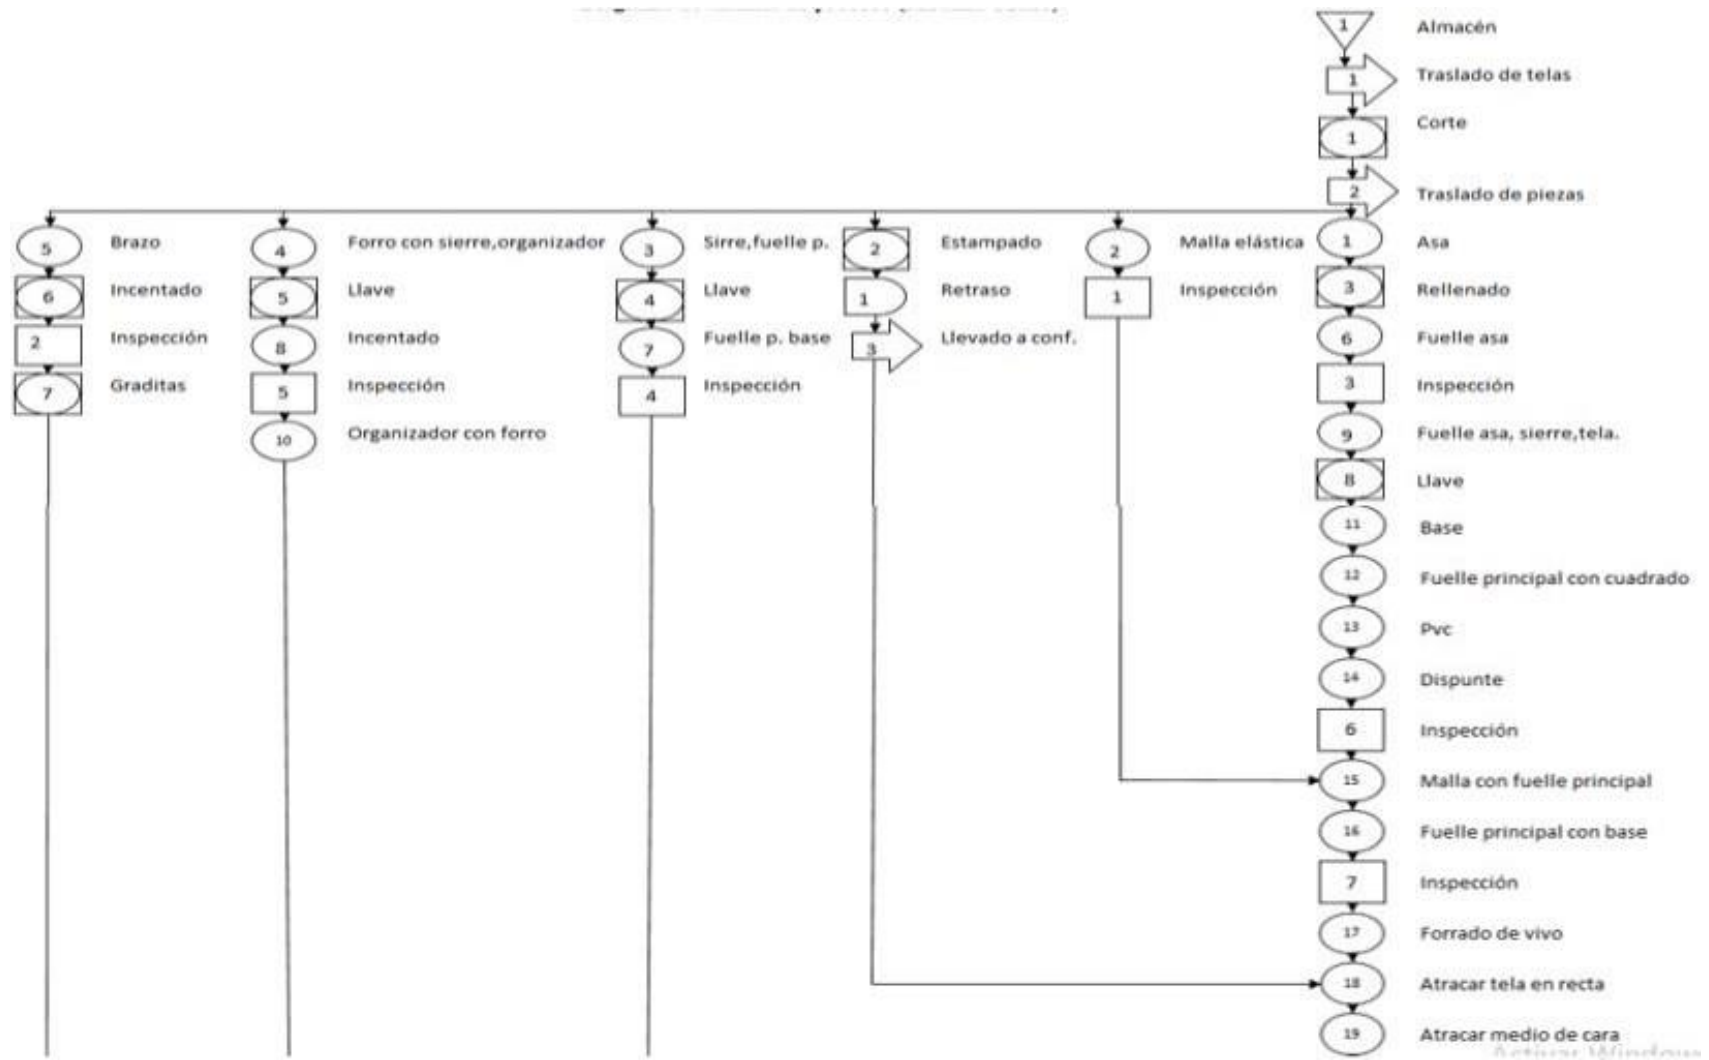 1 Almacén
1 Traslado de telas
1 Corte
2 Traslado de piezas
5 Brazo
6 Incentado
2 Inspección
7 Graditas
4 Forro con sierre,organizador
5 Llave
8 Incentado
5 Inspección
10 Organizador con forro
3 Sirre,fuelle p.
4 Llave
7 Fuelle p. base
4 Inspección
2 Estampado
1 Retraso
3 Llevado a conf.
2 Malla elástica
1 Inspección
1 Asa
3 Rellenado
6 Fuelle asa
3 Inspección
9 Fuelle asa, sierre,tela.
8 Llave
11 Base
12 Fuelle principal con cuadrado
13 Pvc
14 Dispunte
6 Inspección
15 Malla con fuelle principal
16 Fuelle principal con base
7 Inspección
17 Forrado de vivo
18 Atracar tela en recta
19 Atracar medio de cara